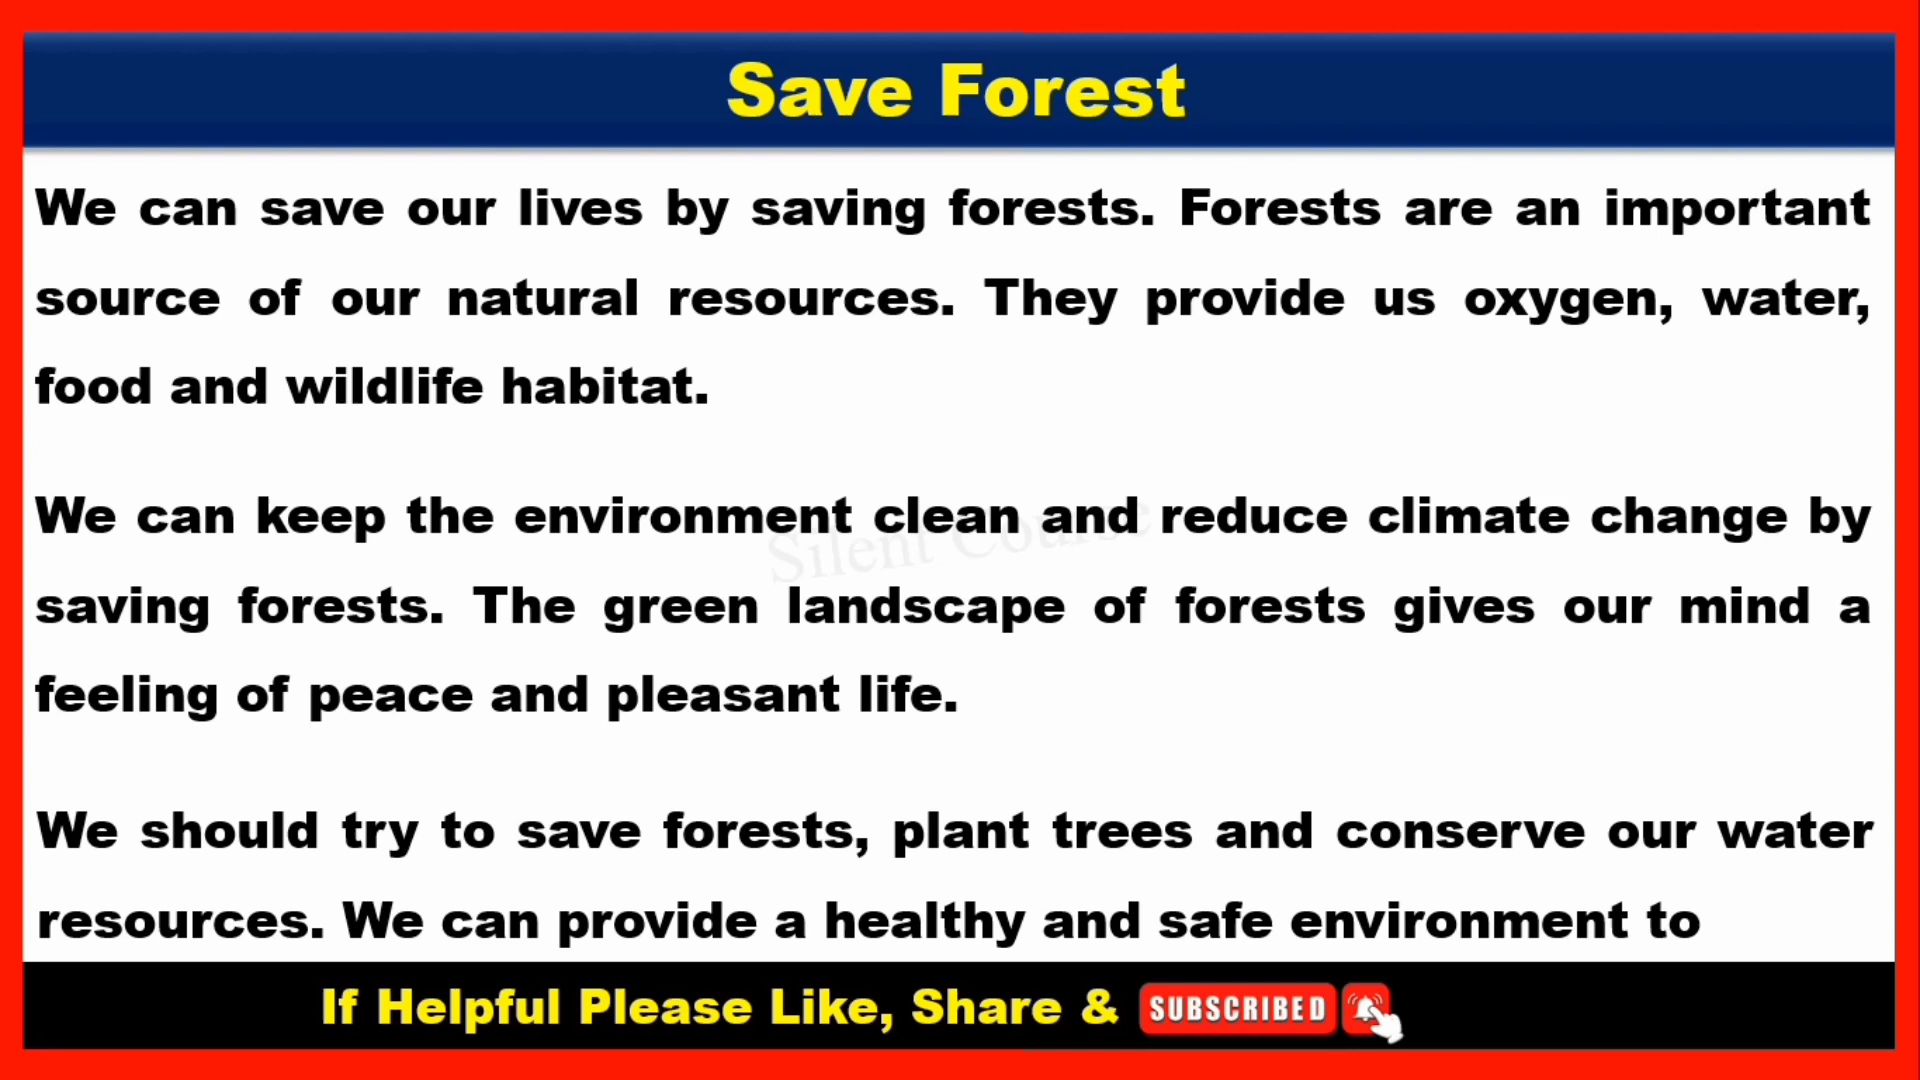 Save Forest
We can save our lives by saving forests. Forests are an important
source of our natural resources. They provide us oxygen, water,
food and wildlife habitat.
We can keep the environment clean and reduce climate change by
Silent Course
saving forests. The green landscape of forests gives our mind a
feeling of peace and pleasant life.
We should try to save forests, plant trees and conserve our water
resources. We can provide a healthy and safe environment to
If Helpful Please Like, Share & SUBSCRIBED